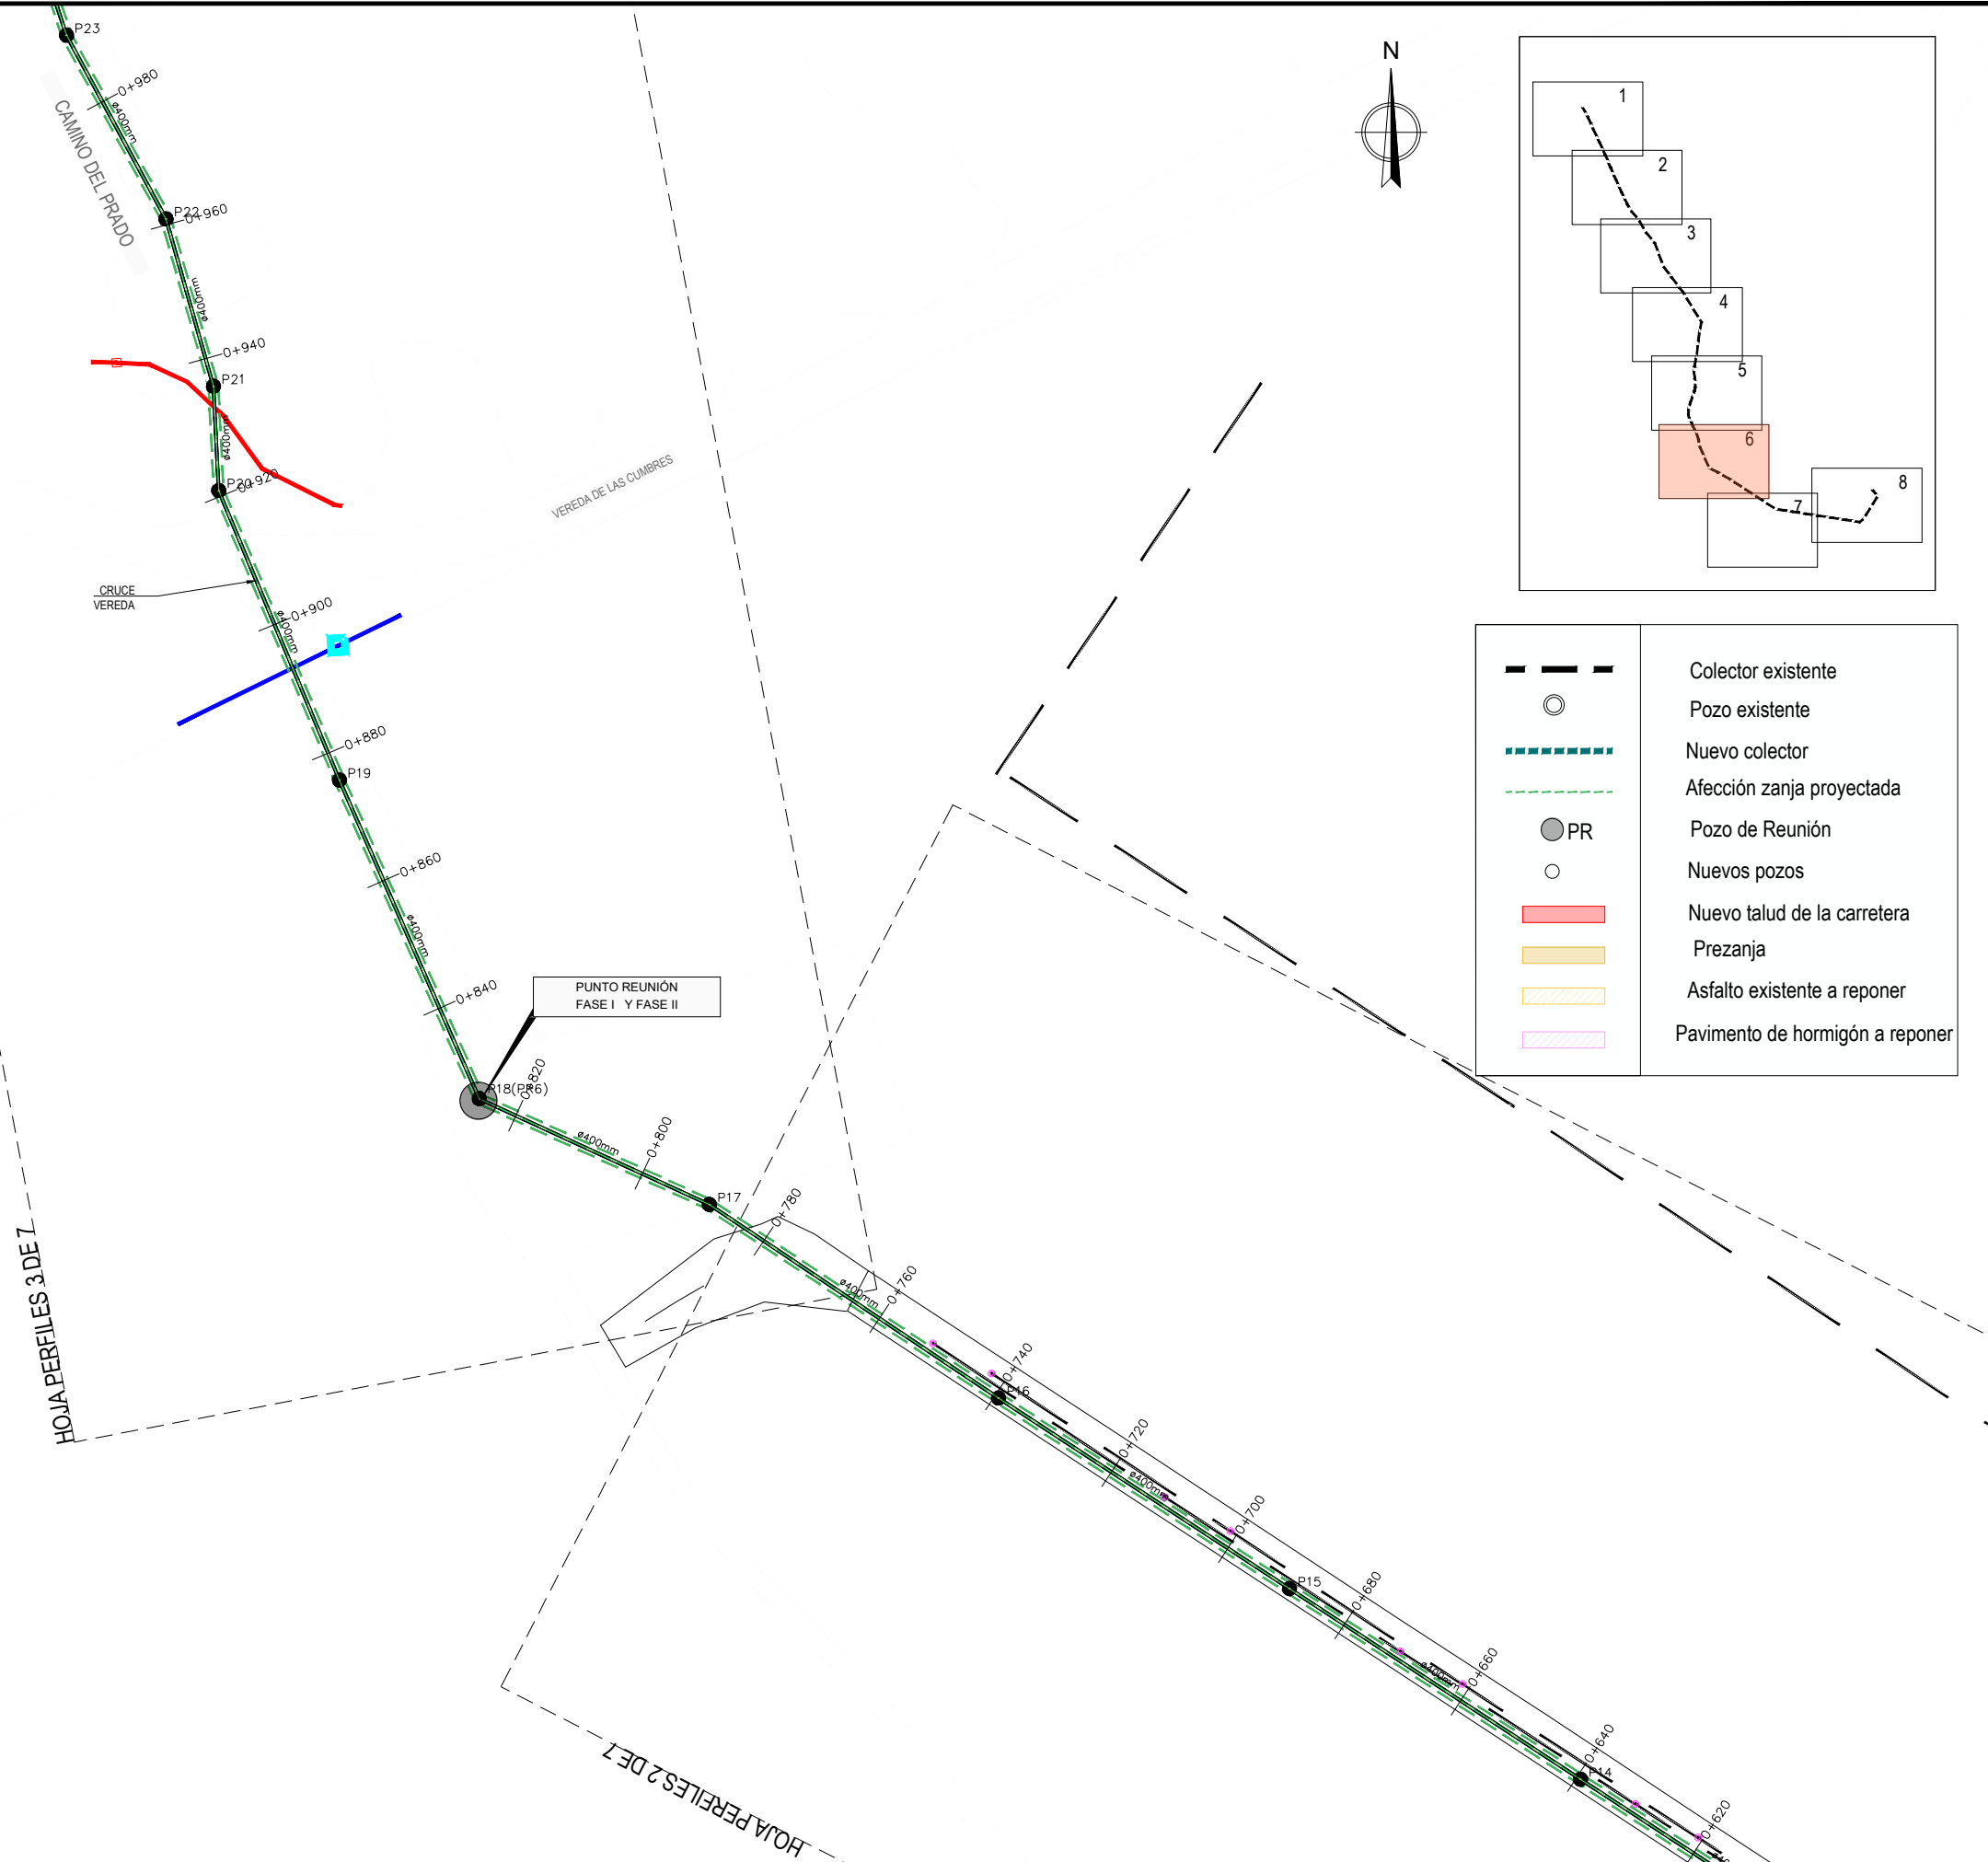 P23
0+980
ø400mm
CAMINO DEL PRADO
P22
0+960
ø400mm
0+940
P21
ø400mm
P20
0+920
VEREDA DE LAS CUMBRES
CRUCE
VEREDA
0+900
ø400mm
0+880
P19
0+860
ø400mm
0+840
PUNTO REUNIÓN
FASE I Y FASE II
P18(PR6)
0+820
ø400mm
0+800
P17
0+780
ø400mm
0+760
0+740
P16
0+720
ø400mm
0+700
P15
0+680
ø400mm
0+660
0+640
P14
0+620
HOJA PERFILES 3 DE 7
HOJA PERFILES 2 DE 7
N
1
2
3
4
5
6
7
8
Colector existente
Pozo existente
Nuevo colector
Afección zanja proyectada
PR
Pozo de Reunión
Nuevos pozos
Nuevo talud de la carretera
Prezanja
Asfalto existente a reponer
Pavimento de hormigón a reponer